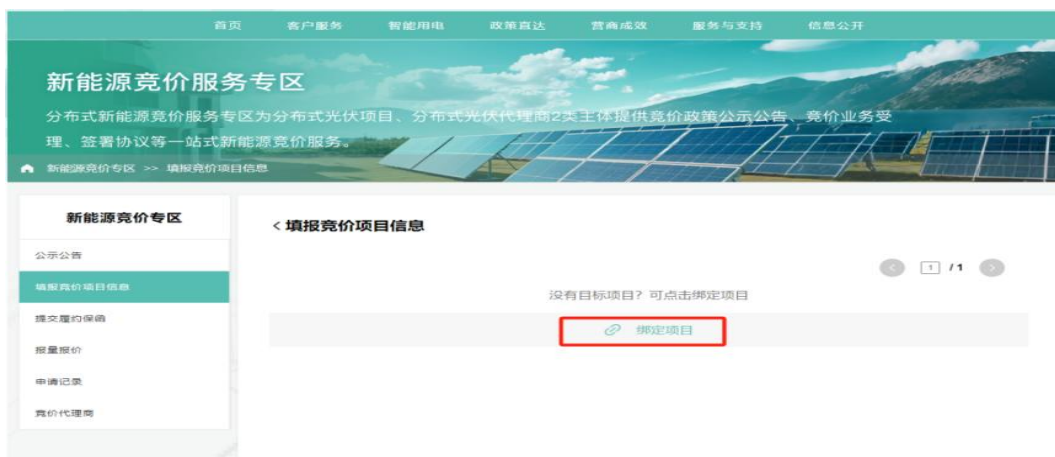 首页 客户服务 智能用电 政策直达 营商成效 服务与支持 信息公开
新能源竞价服务专区
分布式新能源竞价服务专区为分布式光伏项目、分布式光伏代理商2类主体提供竞价政策公示公告、竞价业务受
理、签署协议等一站式新能源竞价服务。
新能源竞价专区 >> 填报竞价项目信息
新能源竞价专区
公示公告
填报竞价项目信息
提交履约保函
报量报价
申请记录
竞价代理商
<填报竞价项目信息
< 1 /1 >
没有目标项目？可点击绑定项目
绑定项目